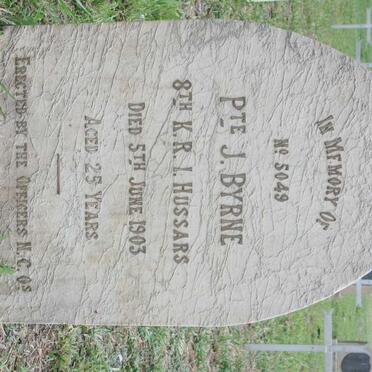 IN MEMORY OF
No. 5049
PTE J. BYRNE
8TH K. R. I. HUSSARS
DIED 5TH JUNE 1903
AGED 25 YEARS
ERECTED BY THE OFFICERS N. C. Os